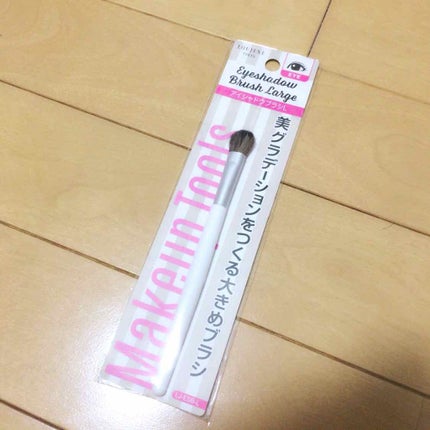 Eyeshadow
Brush Large
アイシャドウブラシL
美グラデーションをつくる大きめブラシ
Makeup Tools